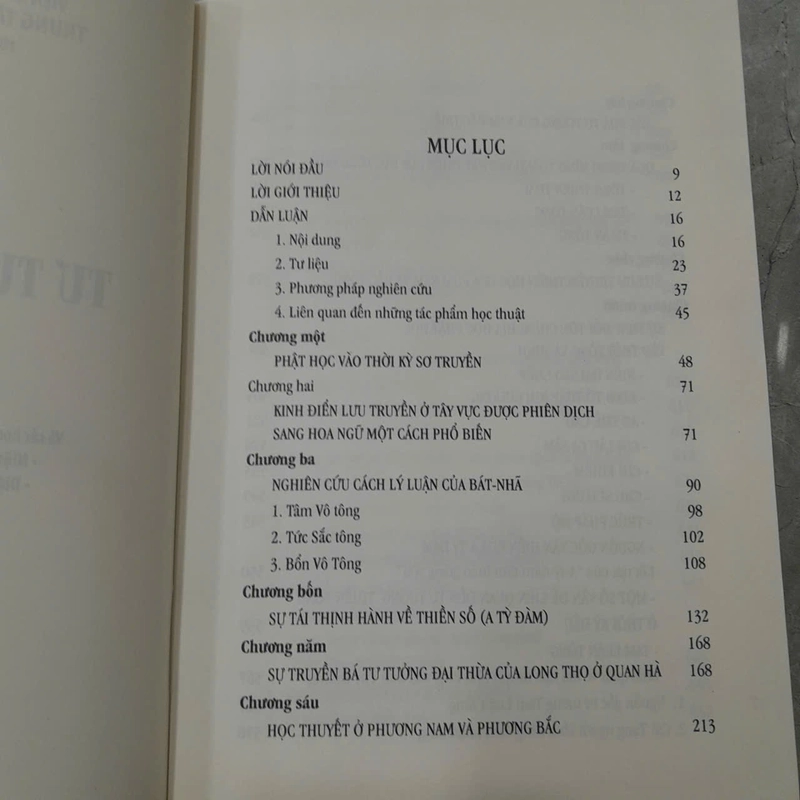 TƯ TƯ
MỤC LỤC
LỜI NÓI ĐẦU 9
LỜI GIỚI THIỆU 12
DẪN LUẬN 16
1. Nội dung 16
2. Tư liệu 23
3. Phương pháp nghiên cứu 37
4. Liên quan đến những tác phẩm học thuật 45
Chương một
PHẬT HỌC VÀO THỜI KỲ SƠ TRUYỀN 48
Chương hai 71
KINH ĐIỂN LƯU TRUYỀN Ở TÂY VỰC ĐƯỢC PHIÊN DỊCH
SANG HOA NGỮ MỘT CÁCH PHỔ BIẾN 71
Chương ba
NGHIÊN CỨU CÁCH LÝ LUẬN CỦA BÁT-NHÃ 90
1. Tâm Vô tông 98
2. Tức Sắc tông 102
3. Bổn Vô Tông 108
Chương bốn
SỰ TÁI THỊNH HÀNH VỀ THIỀN SỐ (A TỲ ĐÀM) 132
Chương năm 168
SỰ TRUYỀN BÁ TƯ TƯỞNG ĐẠI THỪA CỦA LONG THỌ Ở QUAN HÀ 168
Chương sáu
HỌC THUYẾT Ở PHƯƠNG NAM VÀ PHƯƠNG BẮC 213